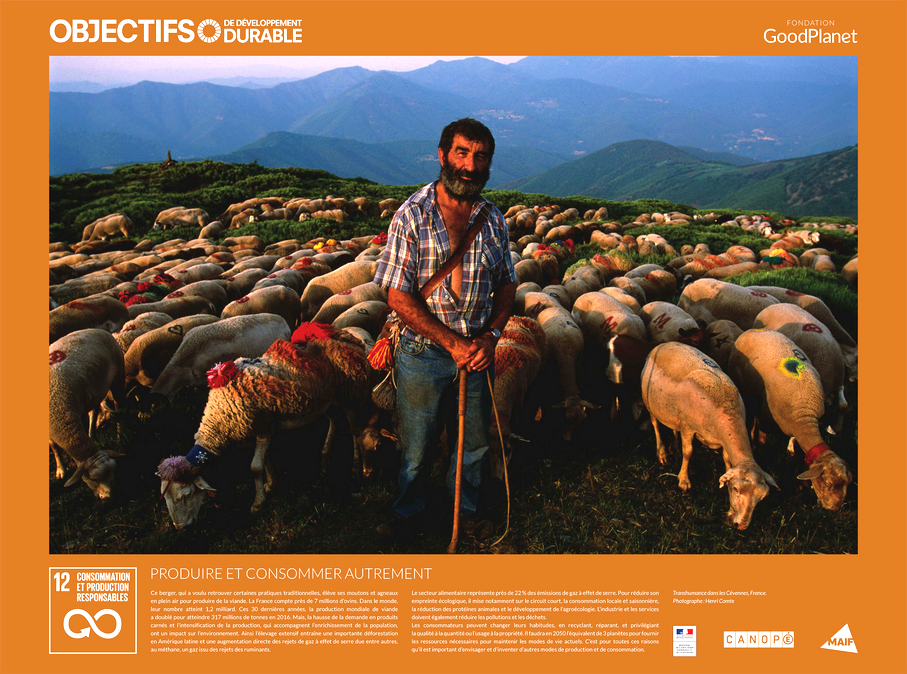 OBJECTIFS
DE DÉVELOPPEMENT
DURABLE
FONDATION
GoodPlanet
12 CONSOMMATION
ET PRODUCTION
RESPONSABLES
PRODUIRE ET CONSOMMER AUTREMENT
Ce berger, qui a voulu retrouver certaines pratiques traditionnelles, élève ses moutons et agneaux
en plein air pour produire de la viande. La France compte près de 7 millions d'ovins. Dans le monde,
leur nombre atteint 1,2 milliard. Ces 30 dernières années, la production mondiale de viande
a doublé pour atteindre 317 millions de tonnes en 2016. Mais, la hausse de la demande en produits
carnés et l'intensification de la production, qui accompagnent l'enrichissement de la population,
ont un impact sur l'environnement. Ainsi l'élevage extensif entraîne une importante déforestation
en Amérique latine et une augmentation directe des rejets de gaz à effet de serre due entre autres,
au méthane, un gaz issu des rejets des ruminants.
Le secteur alimentaire représente près de 22 % des émissions de gaz à effet de serre. Pour réduire son
empreinte écologique, il mise notamment sur le circuit court, la consommation locale et saisonnière,
la réduction des protéines animales et le développement de l'agroécologie. L'industrie et les services
doivent également réduire les pollutions et les déchets.
Les consommateurs peuvent changer leurs habitudes, en recyclant, réparant, et privilégiant
la qualité à la quantité ou l'usage à la propriété. Il faudra en 2050 l'équivalent de 3 planètes pour fournir
les ressources nécessaires pour maintenir les modes de vie actuels. C'est pour toutes ces raisons
qu'il est important d'envisager et d'inventer d'autres modes de production et de consommation.
Transhumance dans les Cévennes, France.
Photographe : Henri Comte
CANOPÉ
MAIF